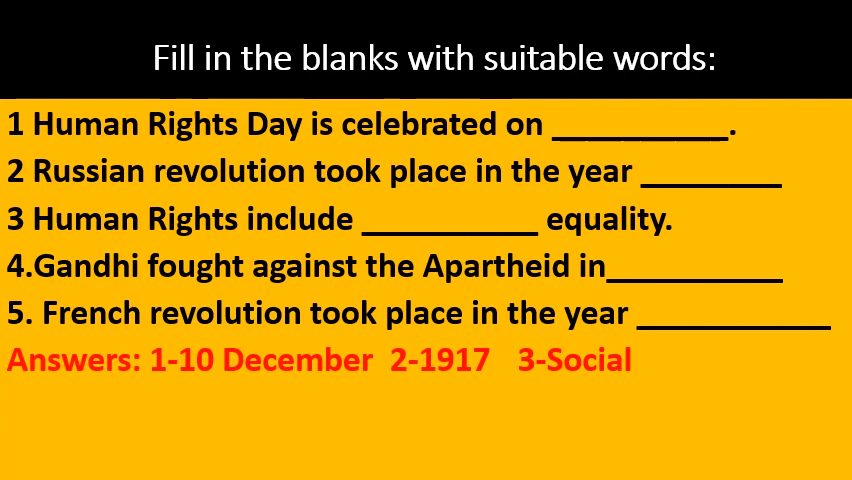 Fill in the blanks with suitable words:
1 Human Rights Day is celebrated on __________.
2 Russian revolution took place in the year ________
3 Human Rights include __________ equality.
4.Gandhi fought against the Apartheid in__________
5. French revolution took place in the year ___________
Answers: 1-10 December 2-1917 3-Social